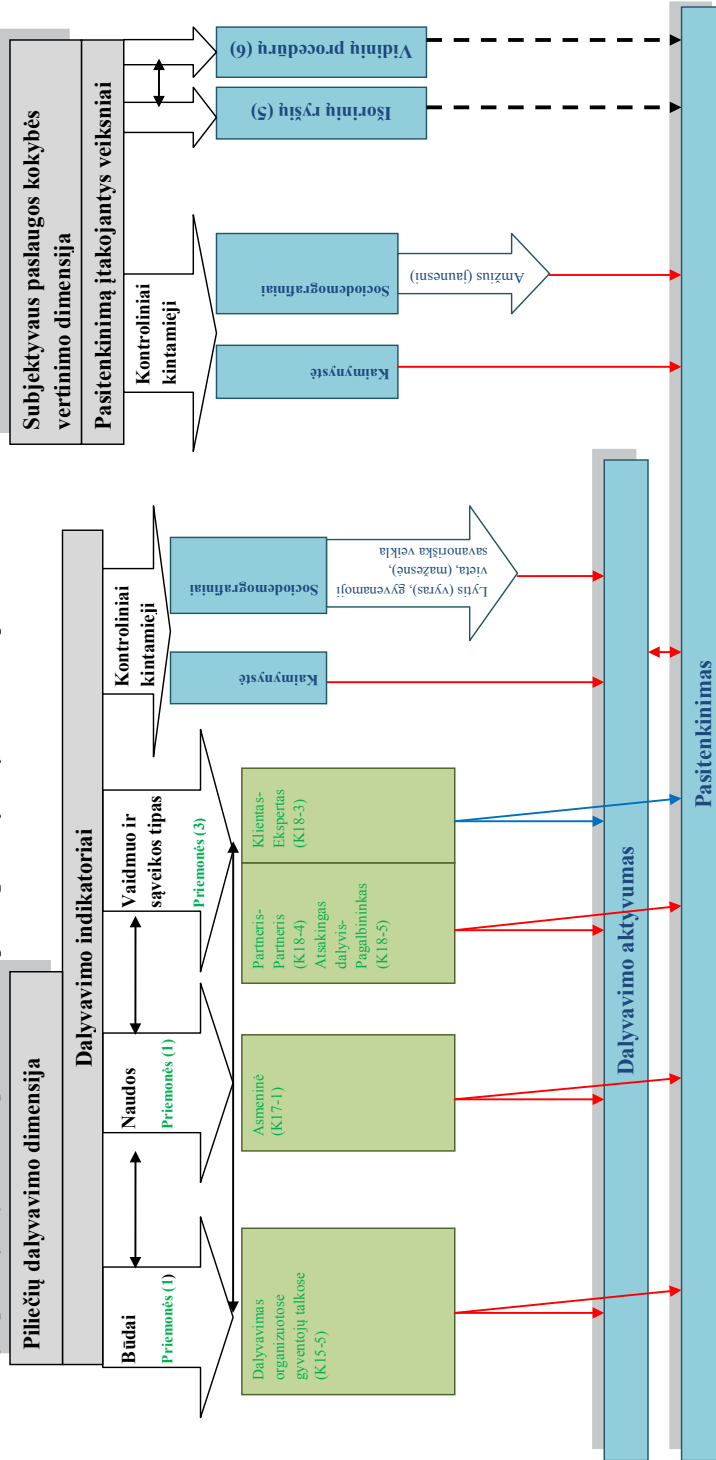 Piliečių dalyvavimo dimensija
Dalyvavimo indikatoriai
Būdai
Priemonės (1)
Naudos
Priemonės (1)
Vaidmuo ir
sąveikos tipas
Priemonės (3)
Kontroliniai
kintamieji
Dalyvavimas
organizuotose
gyventojų talkose
(K15-5)
Asmeninė
(K17-1)
Partneris-
Partneris
(K18-4)
Atsakingas
dalyvis-
Pagalbininkas
(K18-5)
Klientas-
Ekspertas
(K18-3)
Kaimynystė
Sociodemografiniai
Lytis (vyras), gyvenamoji
vieta, (mažesnė),
savanoriška veikla
Subjektyvaus paslaugos kokybės
vertinimo dimensija
Pasitenkinimą įtakojantys veiksniai
Kontroliniai
kintamieji
Kaimynystė
Sociodemografiniai
Amžius (jaunesni)
Išorinių ryšių (5)
Vidinių procedūrų (6)
Dalyvavimo aktyvumas
Pasitenkinimas